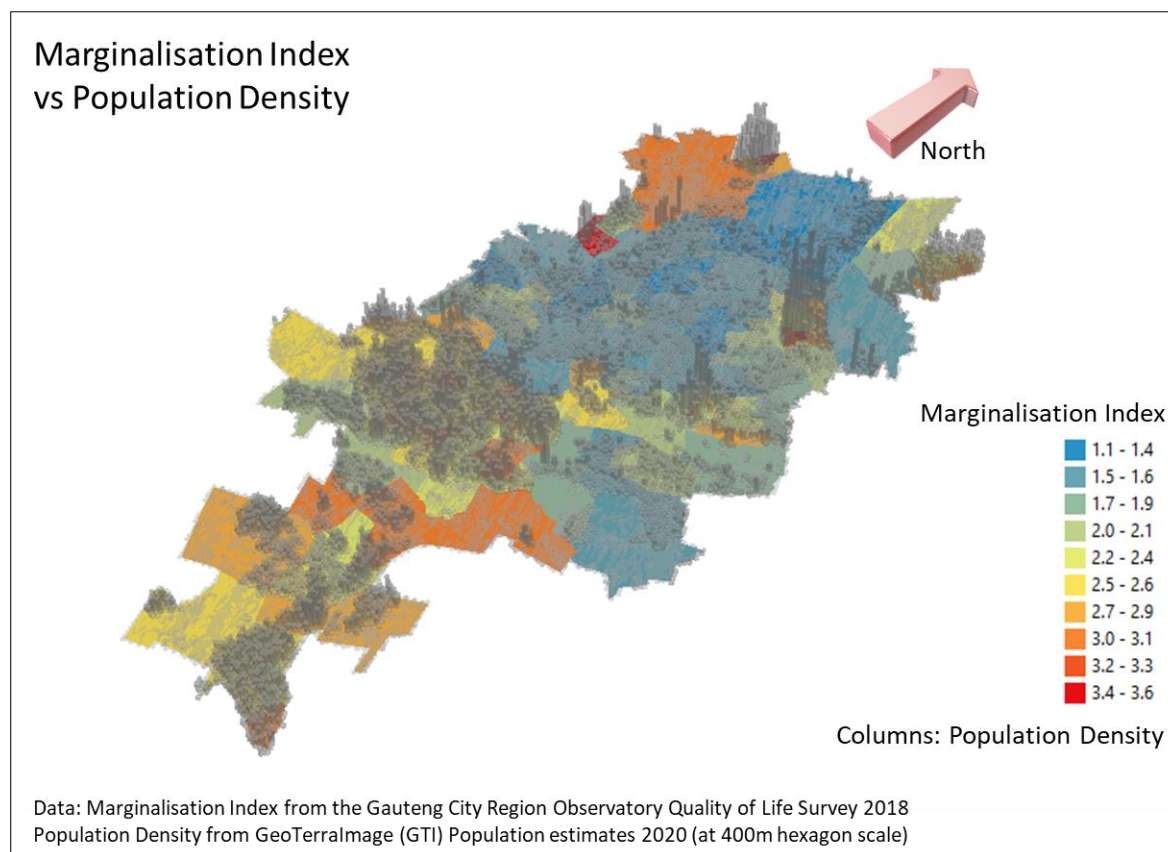 Marginalisation Index
vs Population Density
North
Marginalisation Index
1.1 - 1.4
1.5 - 1.6
1.7 - 1.9
2.0 - 2.1
2.2 - 2.4
2.5 - 2.6
2.7 - 2.9
3.0 - 3.1
3.2 - 3.3
3.4 - 3.6
Columns: Population Density
Data: Marginalisation Index from the Gauteng City Region Observatory Quality of Life Survey 2018
Population Density from GeoTerraImage (GTI) Population estimates 2020 (at 400m hexagon scale)